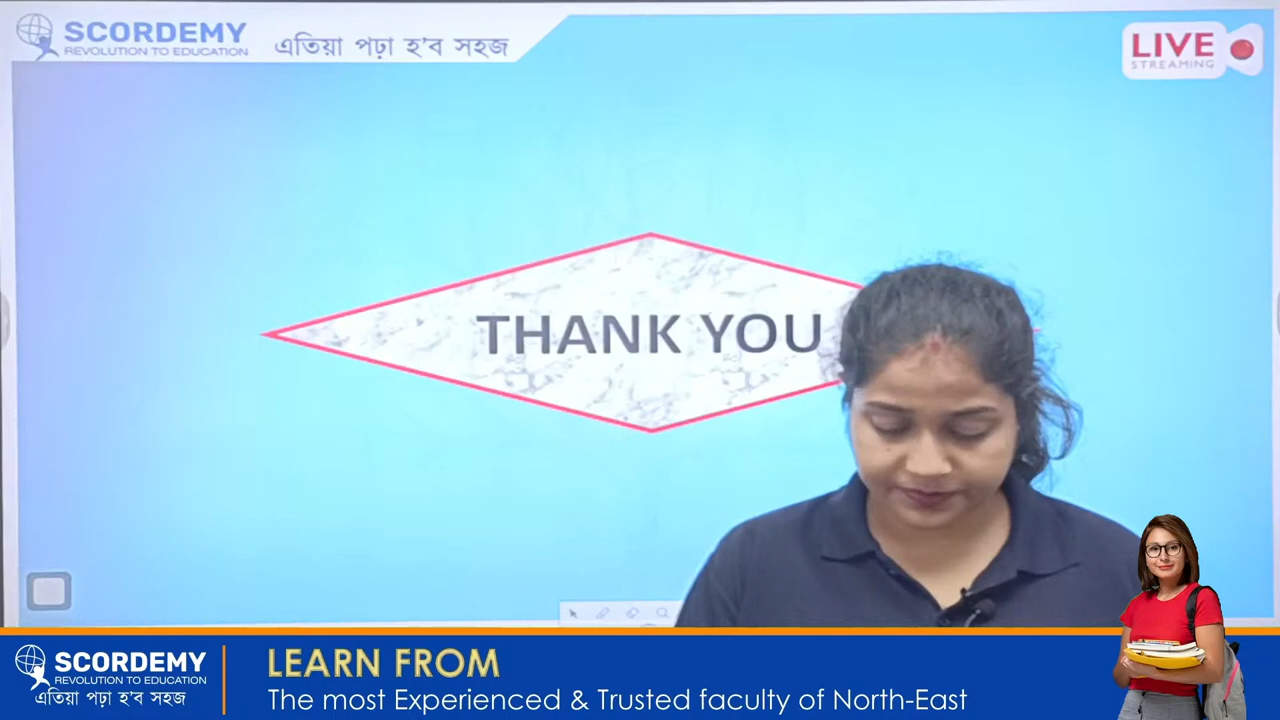 SCORDEMY
REVOLUTION TO EDUCATION
এতিয়া পঢ়া হ'ব সহজ
LIVE
STREAMING
THANK YOU
SCORDEMY
REVOLUTION TO EDUCATION
এতিয়া পঢ়া হ'ব সহজ
LEARN FROM
The most Experienced & Trusted faculty of North-East